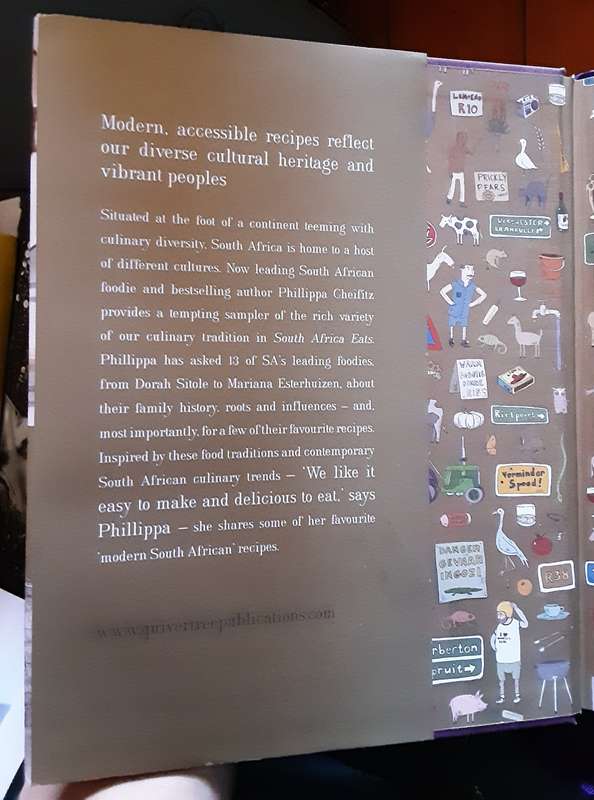 Modern, accessible recipes reflect
our diverse cultural heritage and
vibrant peoples
Situated at the foot of a continent teeming with
culinary diversity, South Africa is home to a host
of different cultures. Now leading South African
foodie and bestselling author Phillippa Cheifitz
provides a tempting sampler of the rich variety
of our culinary tradition in South Africa Eats.
Phillippa has asked 13 of SA's leading foodies,
from Dorah Sitole to Mariana Esterhuizen, about
their family history, roots and influences – and,
most importantly, for a few of their favourite recipes.
Inspired by these food traditions and contemporary
South African culinary trends – 'We like it
easy to make and delicious to eat,' says
Phillippa – she shares some of her favourite
'modern South African' recipes.
www.quivertreepublications.com
R10
PRICKLY
PEARS
WARM
Rietpoort
Verminder
Speed!
DANGER
GEVAAR
INGOZI
R38
rberton
pruit
I